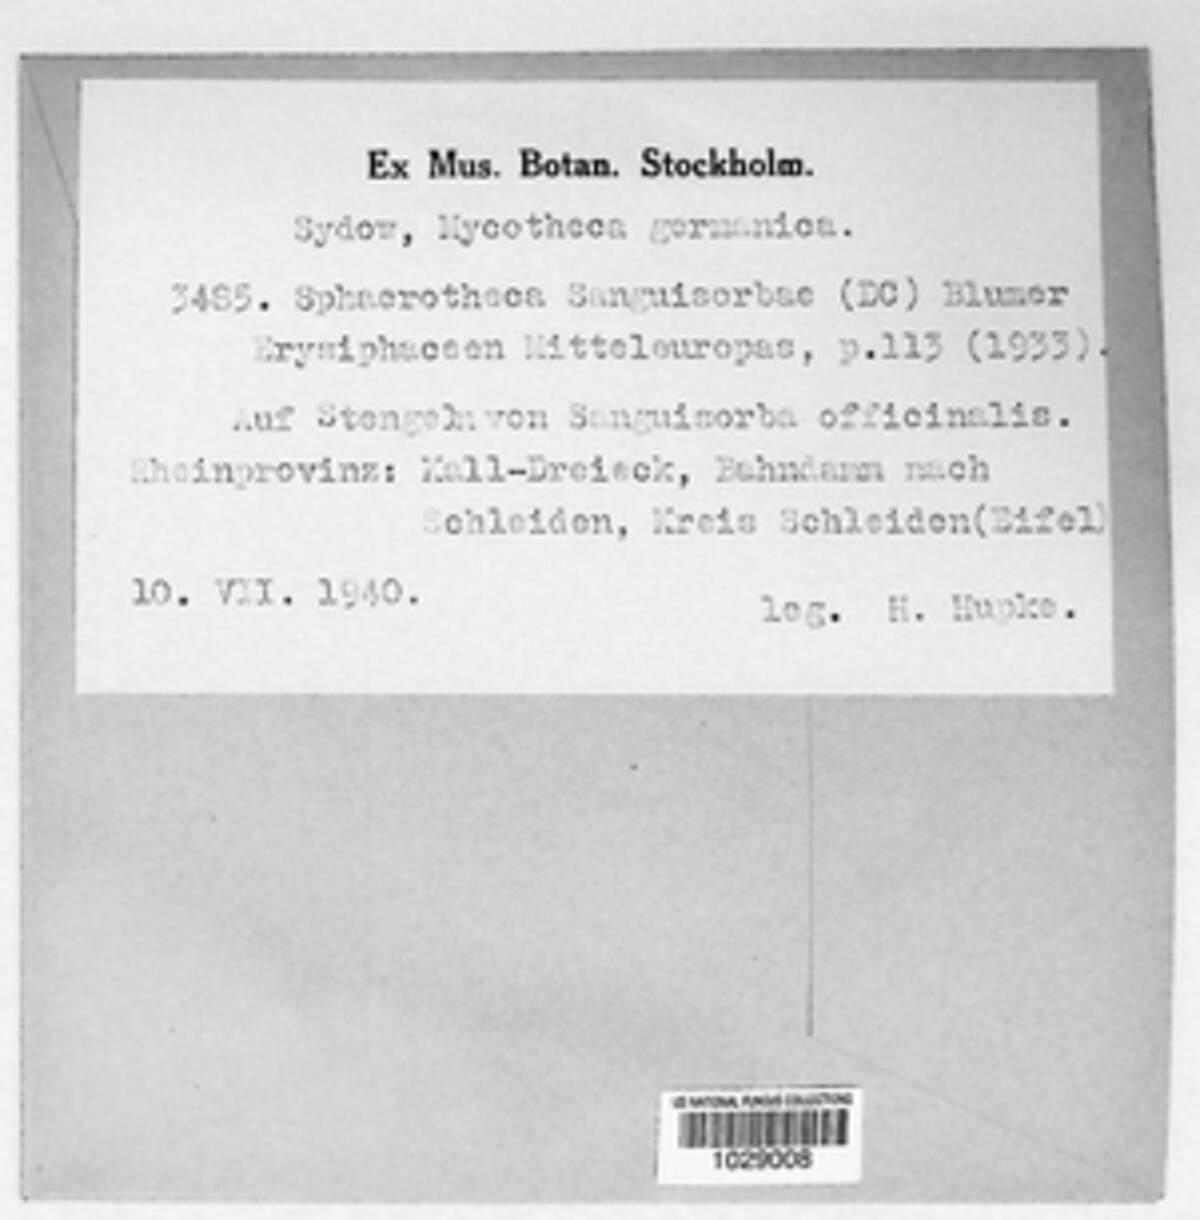 Ex Mus. Botan. Stockholm.
Sydow, Mycotheca germanica.
3485. Sphaerotheca Sanguisorbae (DC) Blumer
Erysiphaceen Mitteleuropas, p.113 (1933).
Auf Stengeln von Sanguisorba officinalis.
Rheinprovinz: Kall-Dreieck, Bahndamm nach
Schleiden, Kreis Schleiden(Eifel)
10. VII. 1940.
leg. H. Hupke.
US NATIONAL FUNGUS COLLECTIONS
1029008